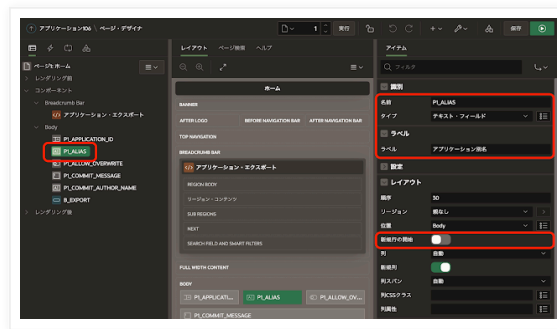 アプリケーション106 \ ページ・デザイナ
1
実行
保存
ページ1: ホーム
レンダリング前
コンポーネント
Breadcrumb Bar
アプリケーション・エクスポート
Body
P1_APPLICATION_ID
P1_ALIAS
P1_ALLOW_OVERWRITE
P1_COMMIT_MESSAGE
P1_COMMIT_AUTHOR_NAME
B_EXPORT
レンダリング後
レイアウト
ページ検索
ヘルプ
ホーム
BANNER
AFTER LOGO
BEFORE NAVIGATION BAR
AFTER NAVIGATION BAR
TOP NAVIGATION
BREADCRUMB BAR
アプリケーション・エクスポート
REGION BODY
リージョン・コンテンツ
SUB REGIONS
NEXT
SEARCH FIELD AND SMART FILTERS
FULL WIDTH CONTENT
BODY
P1_APPLICATI...
P1_ALIAS
P1_ALLOW_OV...
P1_COMMIT_MESSAGE
アイテム
フィルタ
識別
名前 P1_ALIAS
タイプ テキスト・フィールド
ラベル
ラベル アプリケーション別名
設定
レイアウト
順序 30
リージョン 親なし
位置 Body
新規行の開始
列 自動
新規列
列スパン 自動
列CSSクラス
列属性